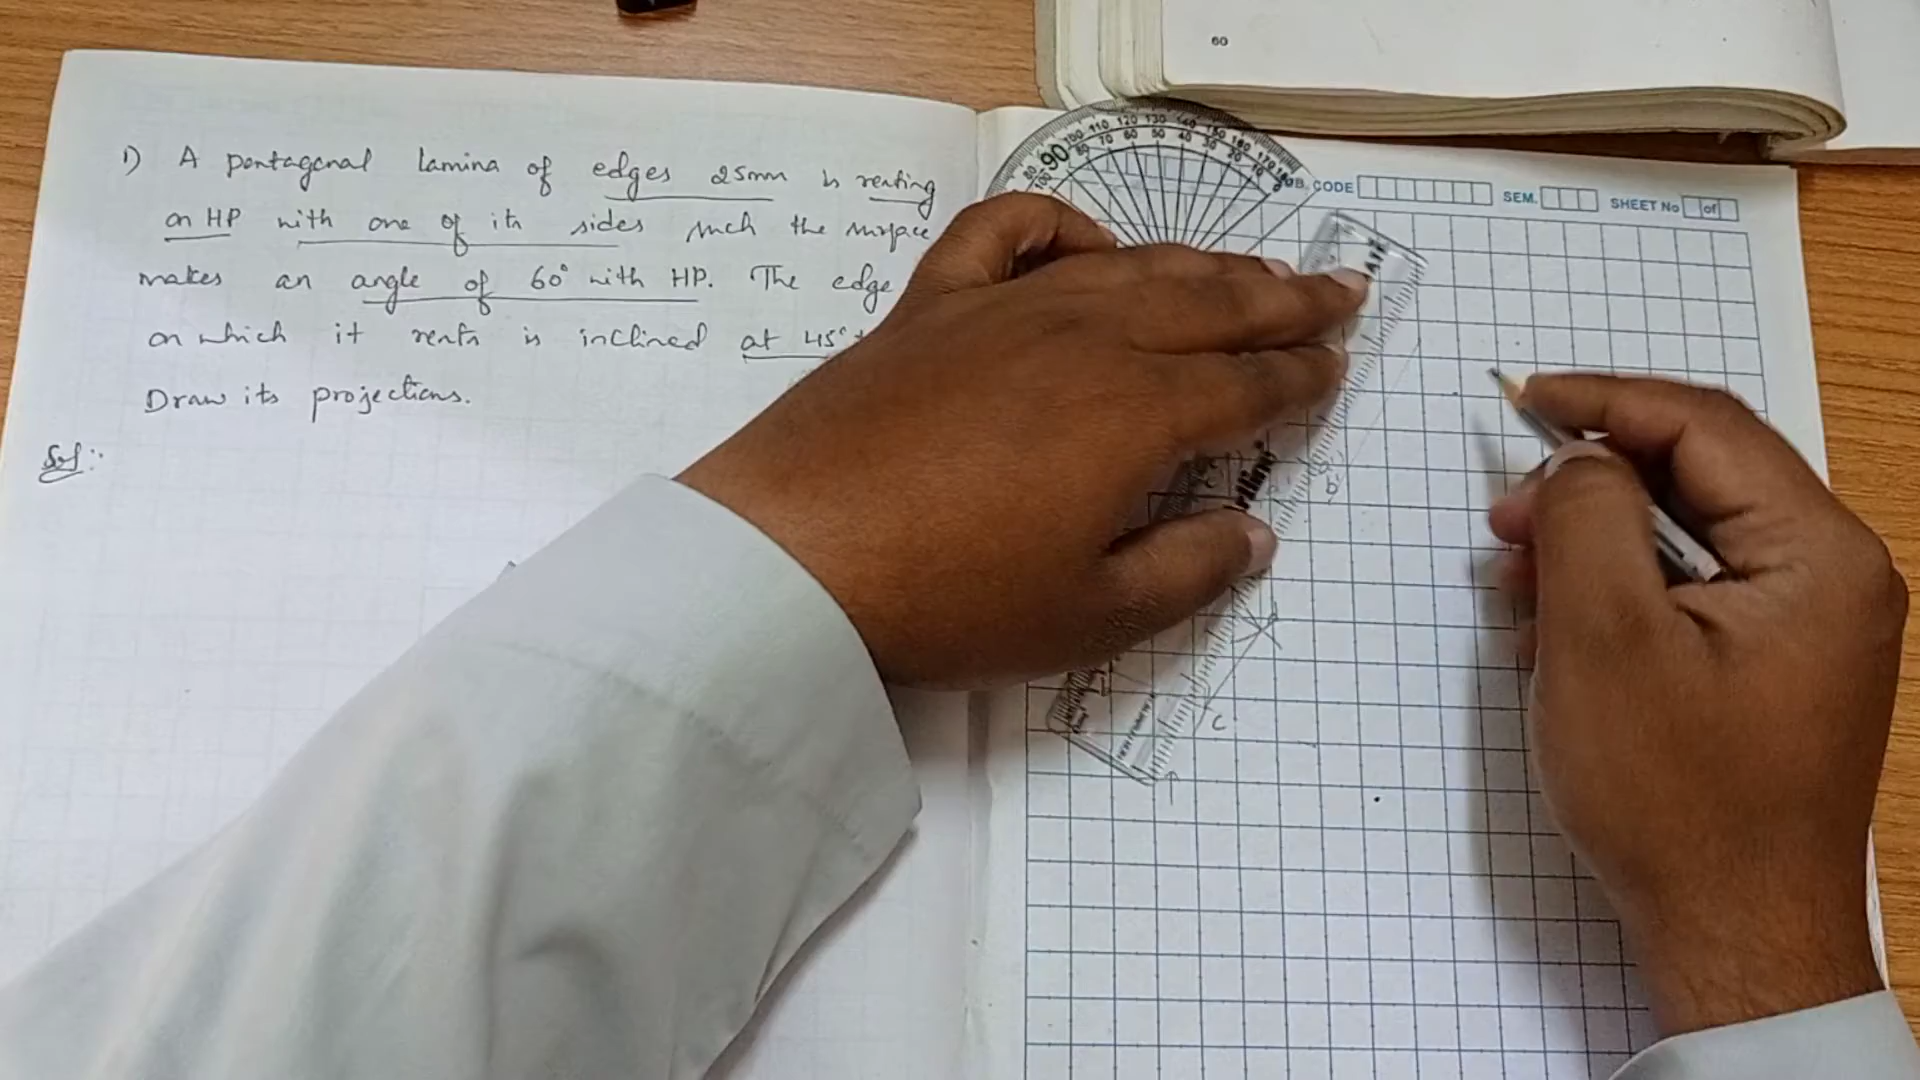 1) A pentagonal lamina of edges 25mm is resting
on HP with one of its sides such the surface
makes an angle of 60° with HP. The edge
on which it rests is inclined at 45°
Draw its projections.
Sol:-
60
SUB. CODE SEM. SHEET No of
90
a'
b'
c